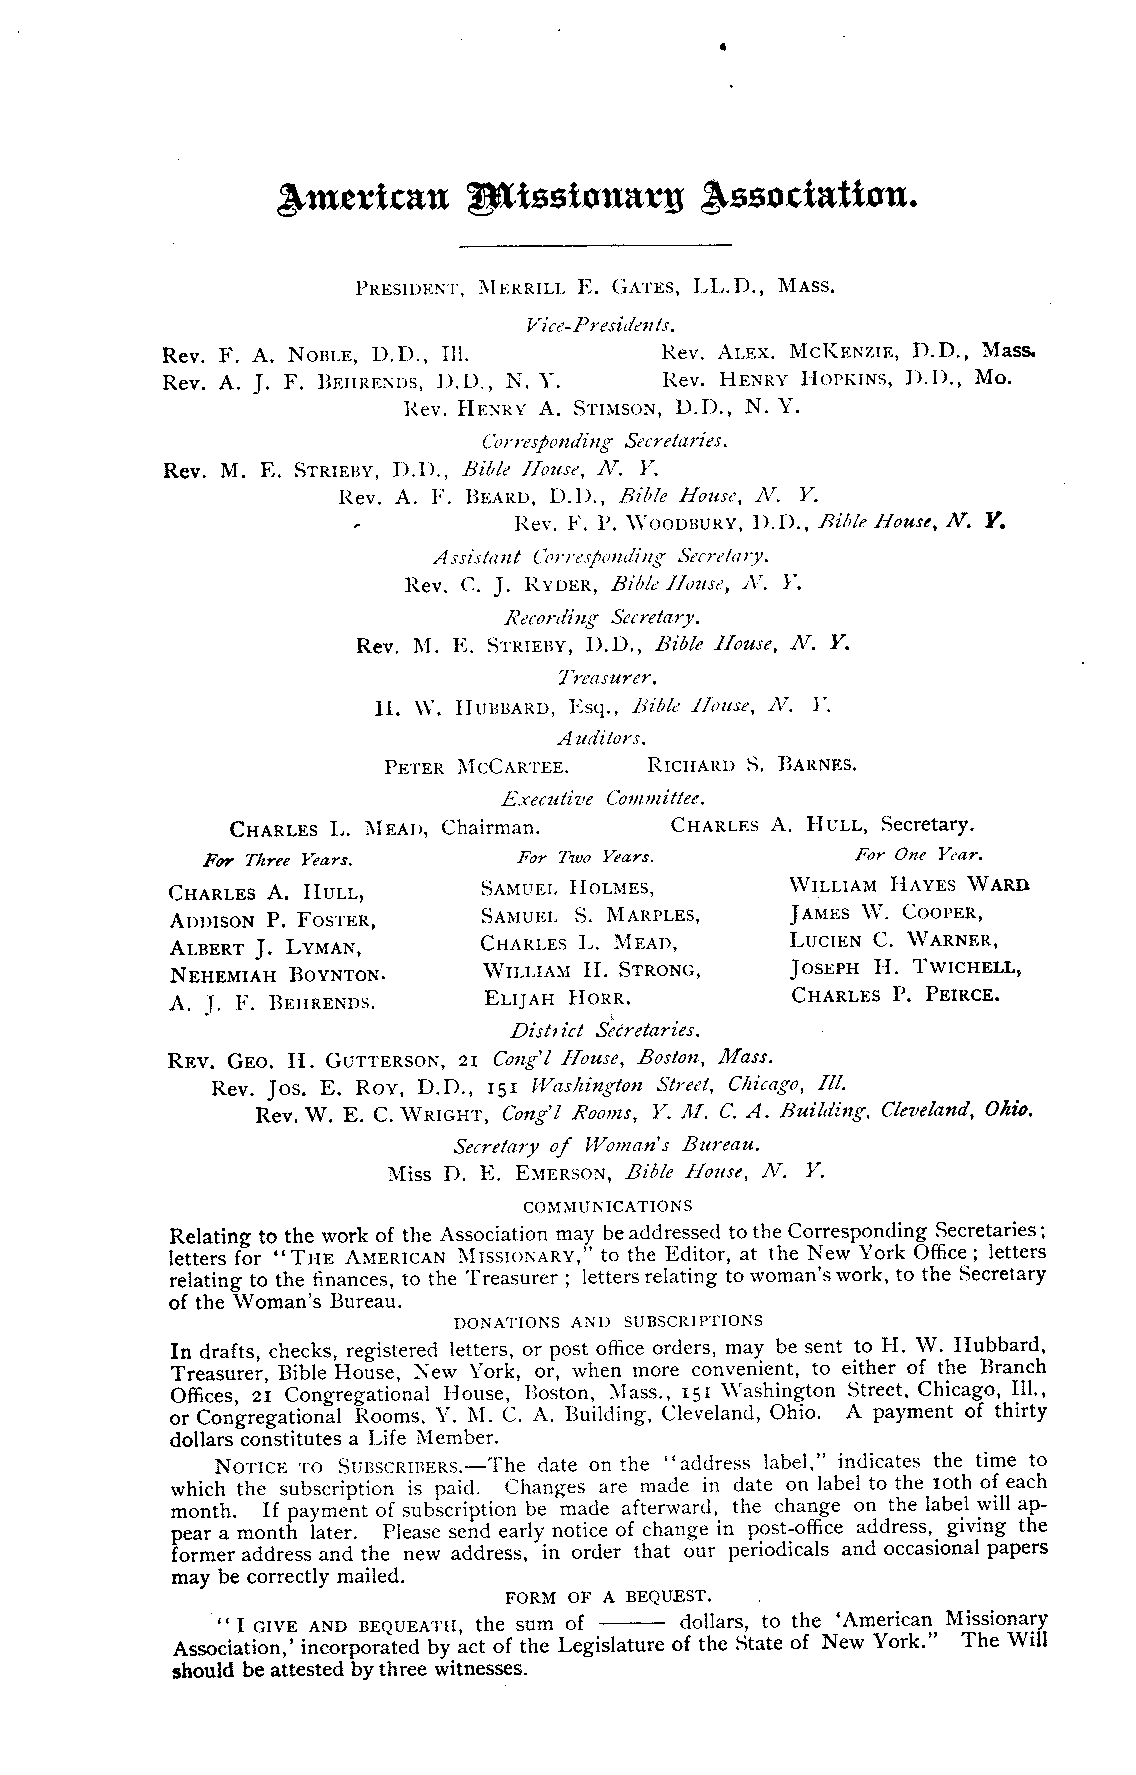 American Missionary Association.
PRESIDENT, MERRILL E. GATES, LL.D., MASS.
Vice-Presidents.
Rev. F. A. NOBLE, D.D., Ill. Rev. ALEX. MCKENZIE, D.D., Mass.
Rev. A. J. F. BEHRENDS, D.D., N. Y. Rev. HENRY HOPKINS, D.D., Mo.
Rev. HENRY A. STIMSON, D.D., N. Y.
Corresponding Secretaries.
Rev. M. E. STRIEBY, D.D., Bible House, N. Y.
Rev. A. F. BEARD, D.D., Bible House, N. Y.
Rev. F. P. WOODBURY, D.D., Bible House, N. Y.
Assistant Corresponding Secretary.
Rev. C. J. RYDER, Bible House, N. Y.
Recording Secretary.
Rev. M. E. STRIEBY, D.D., Bible House, N. Y.
Treasurer.
H. W. HUBBARD, Esq., Bible House, N. Y.
Auditors.
PETER MCCARTEE. RICHARD S. BARNES.
Executive Committee.
CHARLES L. MEAD, Chairman. CHARLES A. HULL, Secretary.
For Three Years. For Two Years. For One Year.
CHARLES A. HULL, SAMUEL HOLMES, WILLIAM HAYES WARD
ADDISON P. FOSTER, SAMUEL S. MARPLES, JAMES W. COOPER,
ALBERT J. LYMAN, CHARLES L. MEAD, LUCIEN C. WARNER,
NEHEMIAH BOYNTON. WILLIAM H. STRONG, JOSEPH H. TWICHELL,
A. J. F. BEHRENDS. ELIJAH HORR. CHARLES P. PEIRCE.
District Secretaries.
REV. GEO. H. GUTTERSON, 21 Cong'l House, Boston, Mass.
Rev. JOS. E. ROY, D.D., 151 Washington Street, Chicago, Ill.
Rev. W. E. C. WRIGHT, Cong'l Rooms, Y. M. C. A. Building, Cleveland, Ohio.
Secretary of Woman's Bureau.
Miss D. E. EMERSON, Bible House, N. Y.
COMMUNICATIONS
Relating to the work of the Association may be addressed to the Corresponding Secretaries;
letters for "THE AMERICAN MISSIONARY," to the Editor, at the New York Office; letters
relating to the finances, to the Treasurer; letters relating to woman's work, to the Secretary
of the Woman's Bureau.
DONATIONS AND SUBSCRIPTIONS
In drafts, checks, registered letters, or post office orders, may be sent to H. W. Hubbard,
Treasurer, Bible House, New York, or, when more convenient, to either of the Branch
Offices, 21 Congregational House, Boston, Mass., 151 Washington Street, Chicago, Ill.,
or Congregational Rooms, Y. M. C. A. Building, Cleveland, Ohio. A payment of thirty
dollars constitutes a Life Member.
NOTICE TO SUBSCRIBERS.—The date on the "address label," indicates the time to
which the subscription is paid. Changes are made in date on label to the 10th of each
month. If payment of subscription be made afterward, the change on the label will ap-
pear a month later. Please send early notice of change in post-office address, giving the
former address and the new address, in order that our periodicals and occasional papers
may be correctly mailed.
FORM OF A BEQUEST.
"I GIVE AND BEQUEATH, the sum of —— dollars, to the 'American Missionary
Association,' incorporated by act of the Legislature of the State of New York." The Will
should be attested by three witnesses.